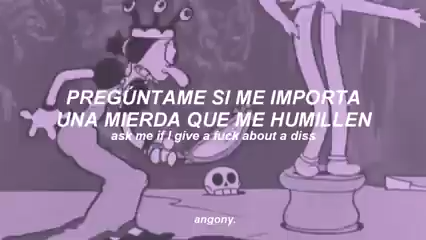 PREGÚNTAME SI ME IMPORTA
UNA MIERDA QUE ME HUMILLEN
ask me if I give a fuck about a diss
angony.